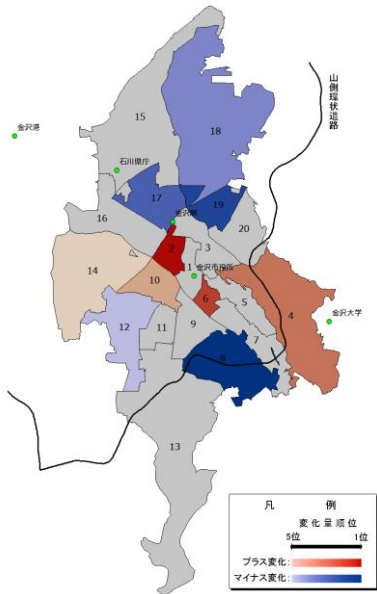 山側環状道路
15
18
金沢港
石川県庁
17
19
16
金沢駅
20
2
3
1
金沢市役所
14
10
6
5
4
金沢大学
12
11
9
7
8
13
凡 例
変化量順位
5位 1位
プラス変化:
マイナス変化: